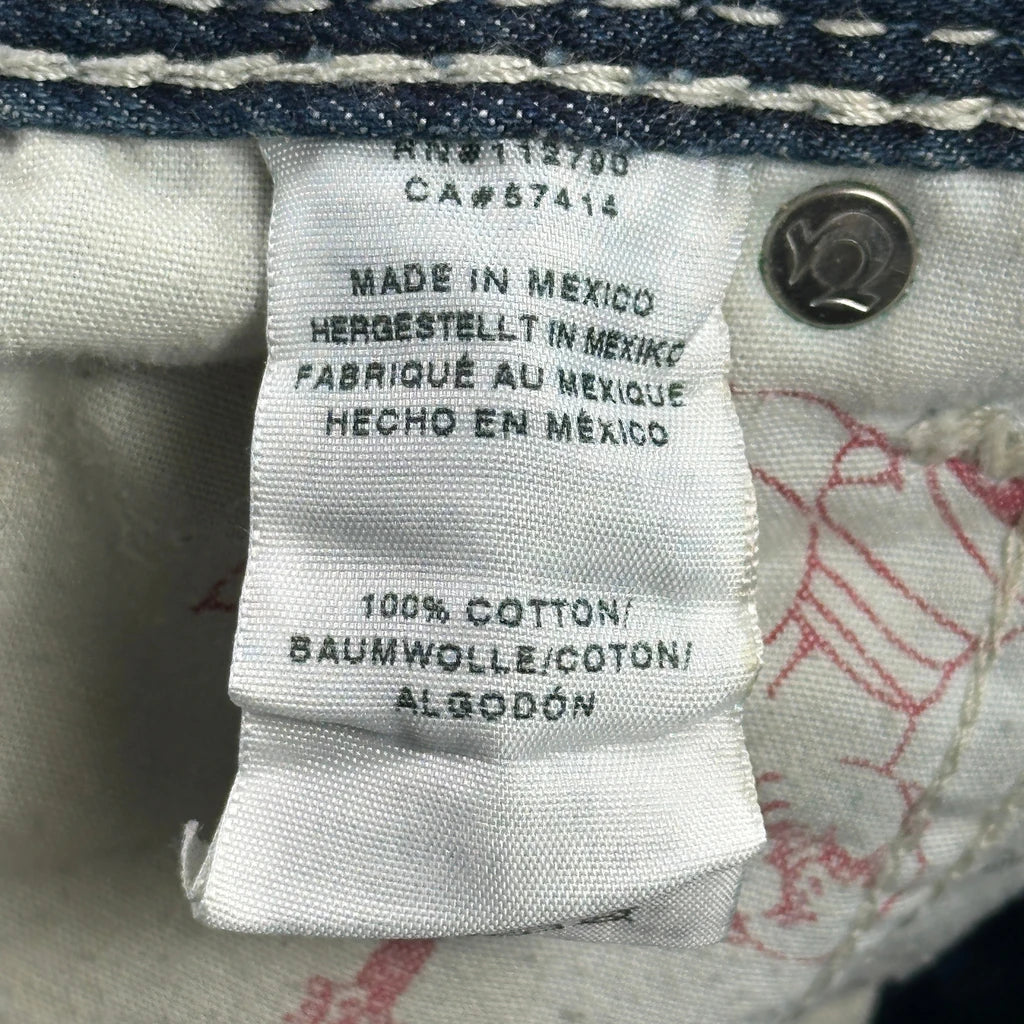 RN#112790
CA#57414
MADE IN MEXICO
HERGESTELLT IN MEXIKO
FABRIQUÉ AU MEXIQUE
HECHO EN MÉXICO
100% COTTON/
BAUMWOLLE/COTON/
ALGODÓN